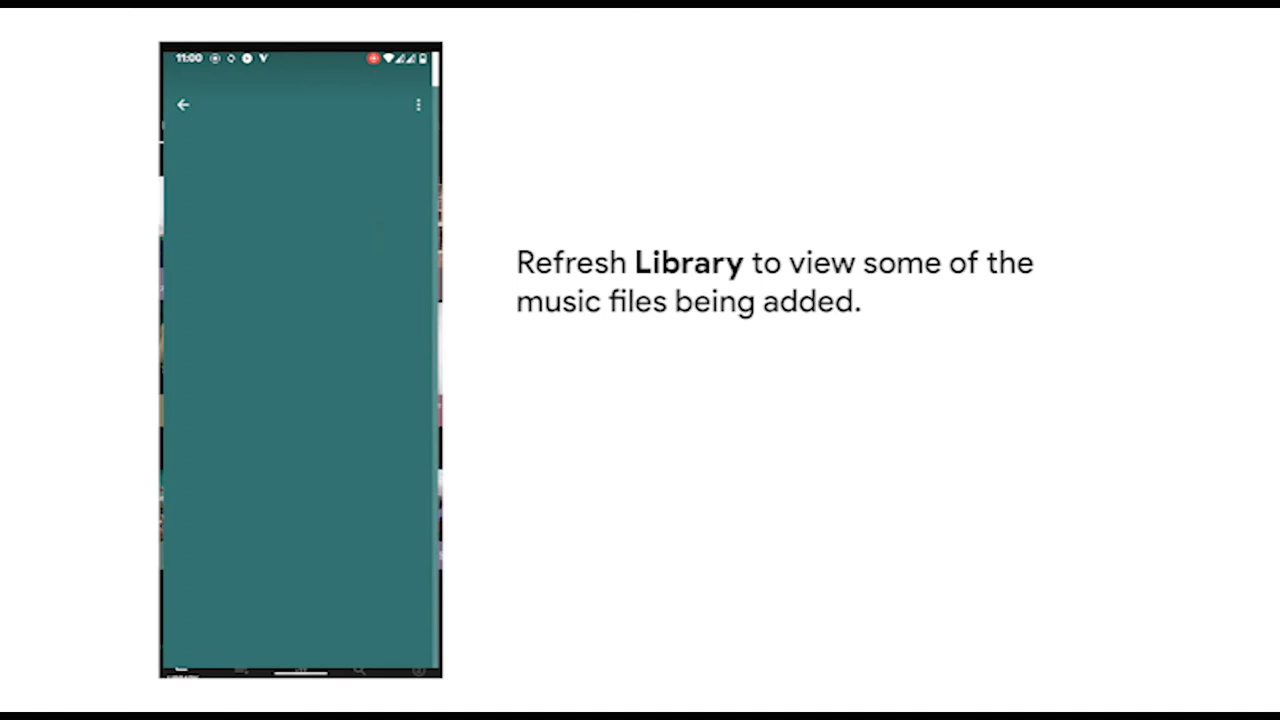 11:00
Refresh Library to view some of the
music files being added.